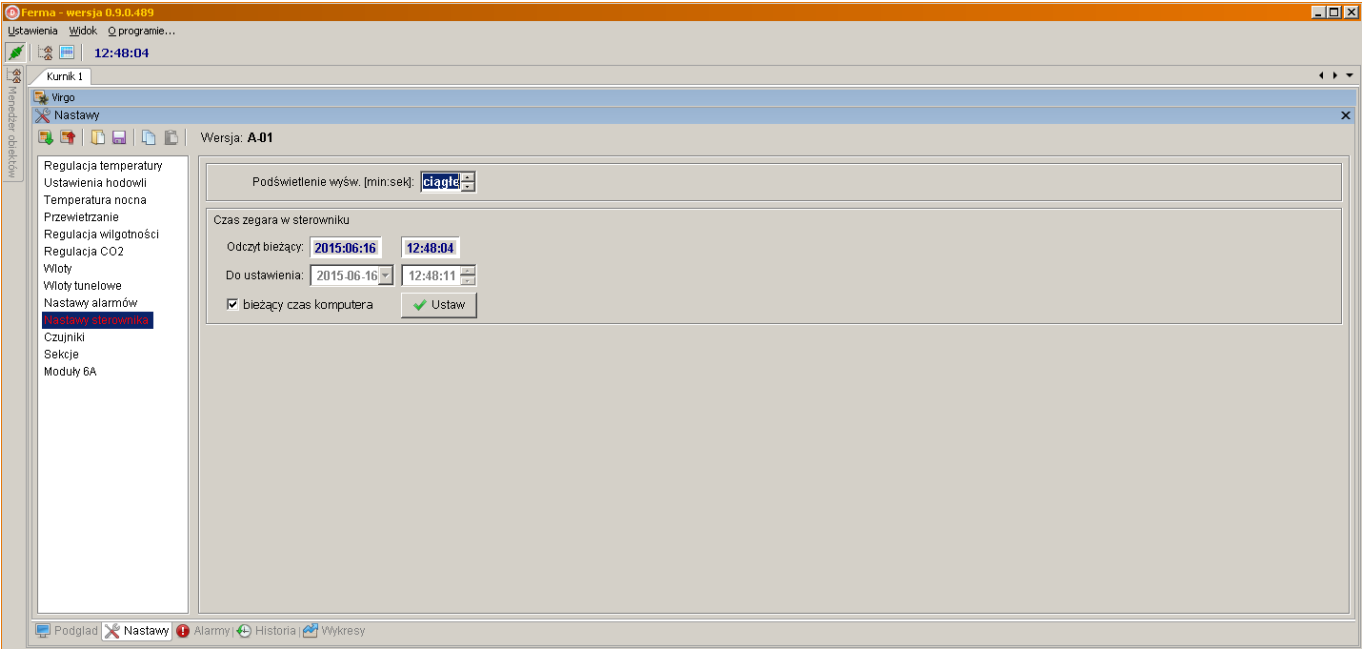 Ferma - wersja 0.9.0.489
Ustawienia Widok O programie...
12:48:04
Menedżer obiektów
Kurnik 1
Virgo
Nastawy
Wersja: A-01
Regulacja temperatury
Ustawienia hodowli
Temperatura nocna
Przewietrzanie
Regulacja wilgotności
Regulacja CO2
Wloty
Wloty tunelowe
Nastawy alarmów
Nastawy sterownika
Czujniki
Sekcje
Moduły 6A
Podświetlenie wyśw. [min:sek]: ciągłe
Czas zegara w sterowniku
Odczyt bieżący: 2015:06:16 12:48:04
Do ustawienia: 2015-06-16 12:48:11
bieżący czas komputera Ustaw
Podgląd Nastawy Alarmy Historia Wykresy